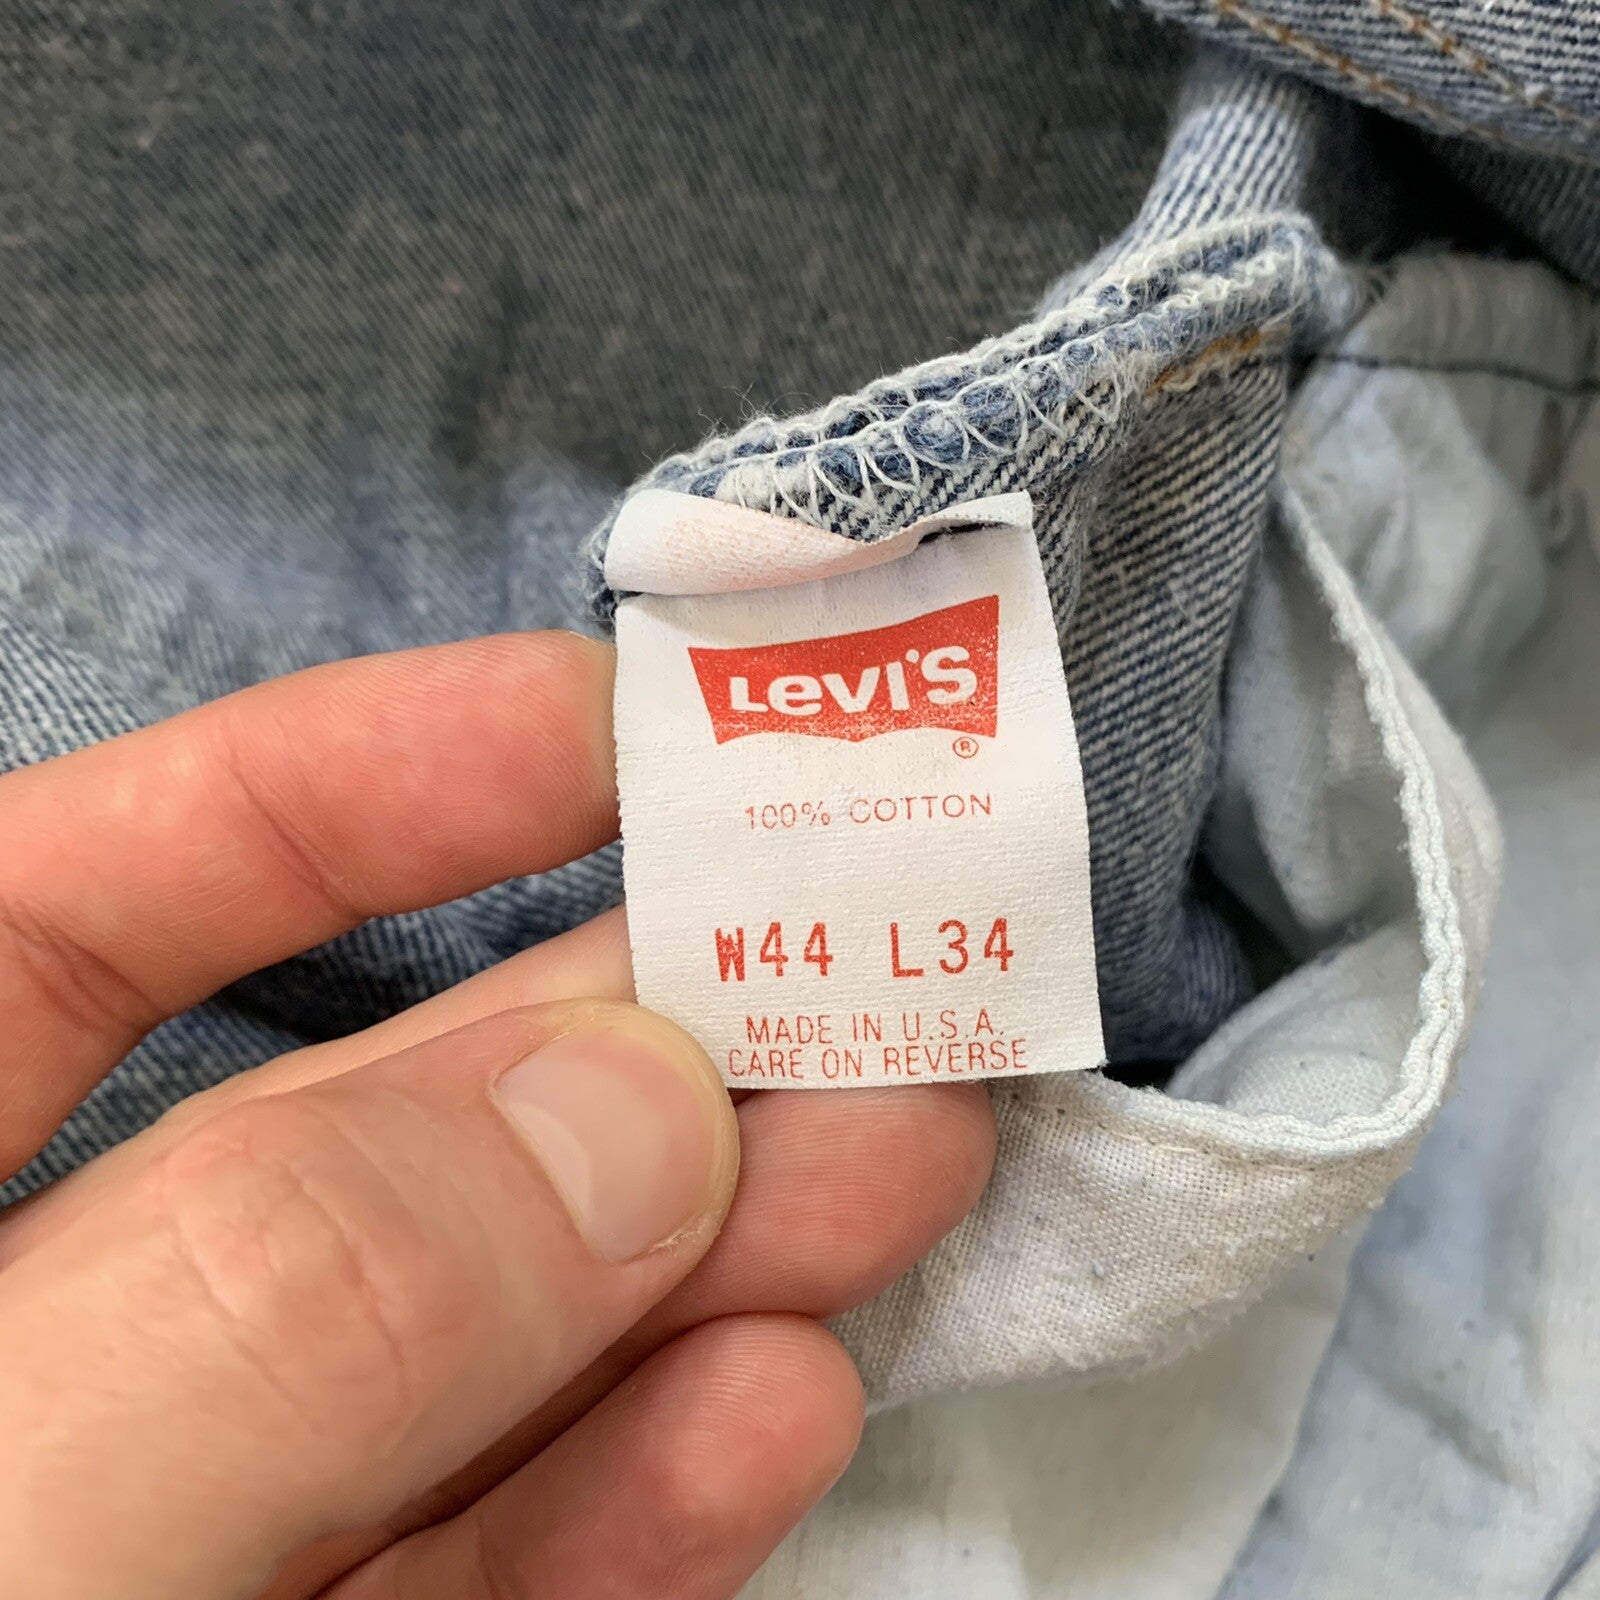 LEVI'S
®
100% COTTON
W44 L34
MADE IN U.S.A.
CARE ON REVERSE